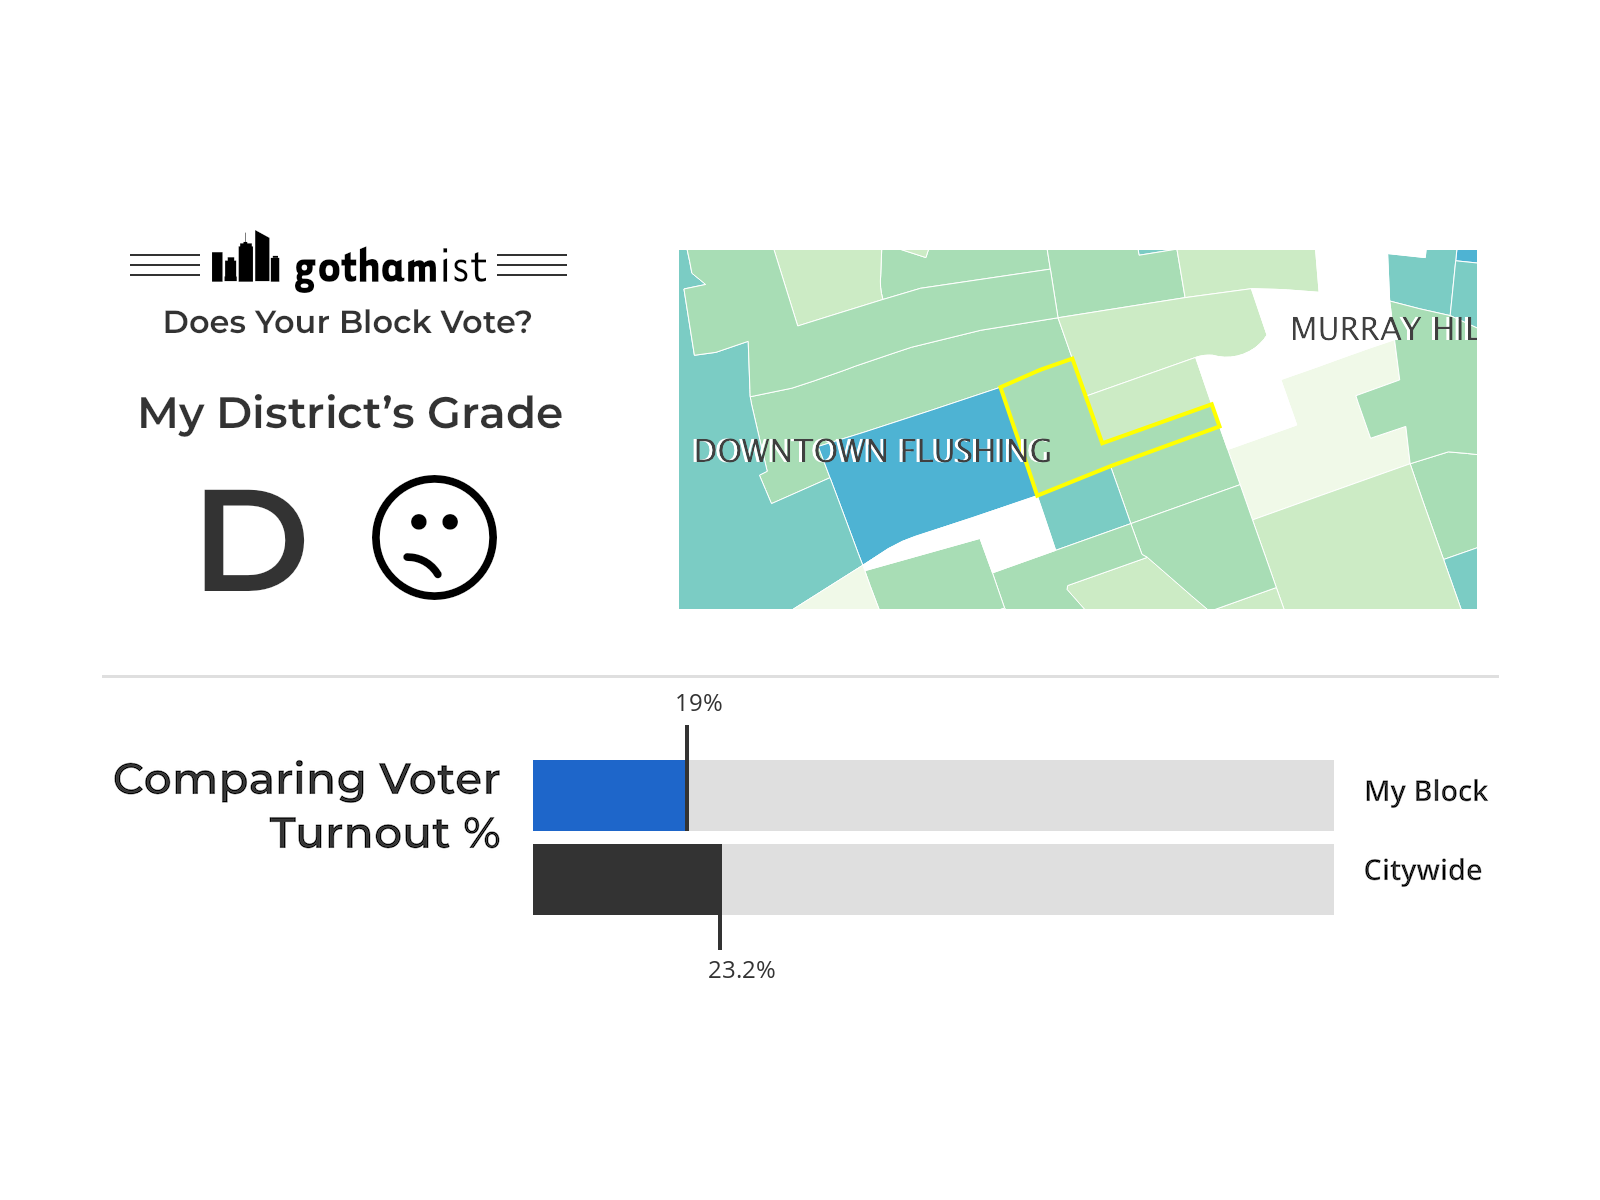 gothamist
Does Your Block Vote?
My District's Grade
D
MURRAY HIL
DOWNTOWN FLUSHING
19%
Comparing Voter
Turnout %
My Block
Citywide
23.2%